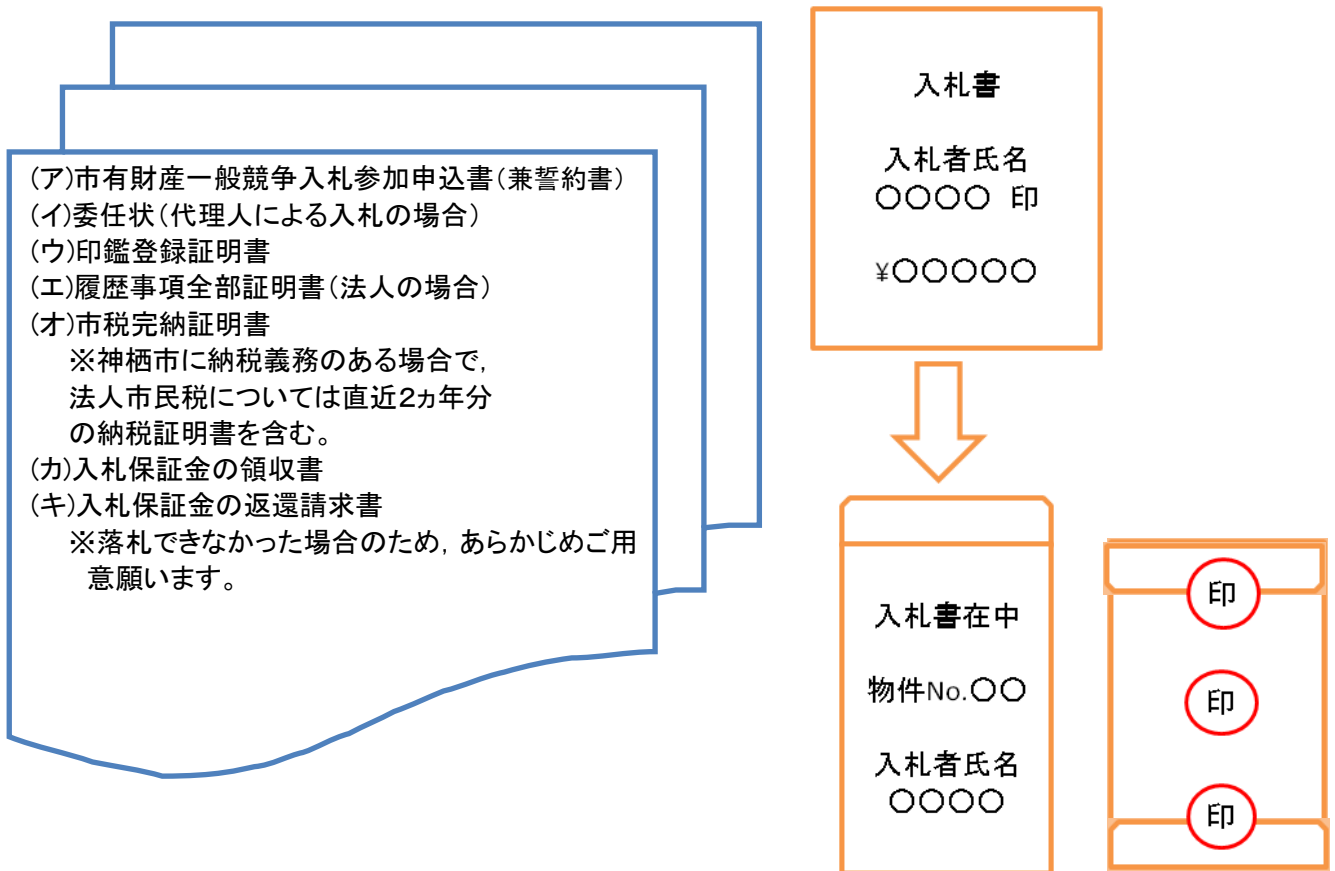 (ア)市有財産一般競争入札参加申込書(兼誓約書)
(イ)委任状(代理人による入札の場合)
(ウ)印鑑登録証明書
(エ)履歴事項全部証明書(法人の場合)
(オ)市税完納証明書
※神栖市に納税義務のある場合で,
法人市民税については直近2ヵ年分
の納税証明書を含む。
(カ)入札保証金の領収書
(キ)入札保証金の返還請求書
※落札できなかった場合のため, あらかじめご用
意願います。
入札書
入札者氏名
○○○○ 印
¥○○○○○
入札書在中
物件No.○○
入札者氏名
○○○○
印
印
印